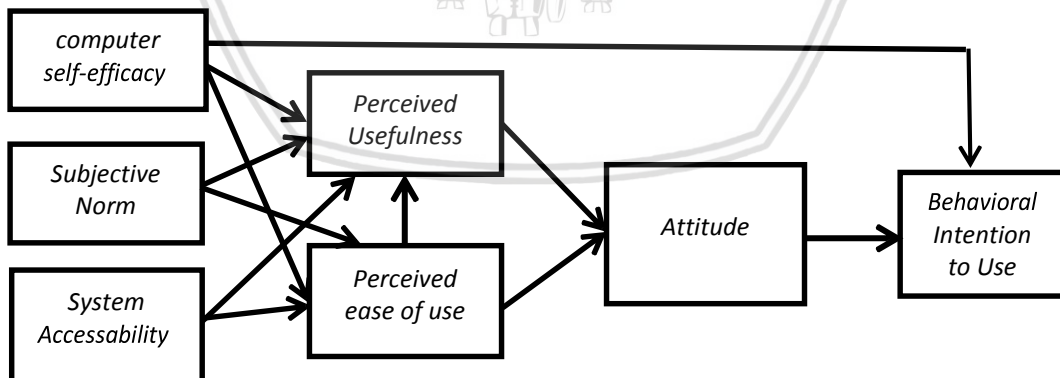 computer
self-efficacy
Perceived
Usefulness
Subjective
Norm
Attitude
Behavioral
Intention
to Use
System
Accessability
Perceived
ease of use